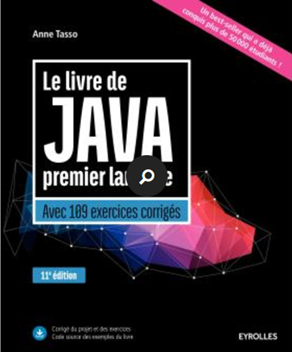 Anne Tasso
Un best-seller qui a déjà
conquis plus de 50 000 étudiants !
Le livre de
JAVA
premier
Avec 109 exercices corrigés
11e édition
Corrigé du projet et des exercices
Code source des exemples du livre
EYROLLES